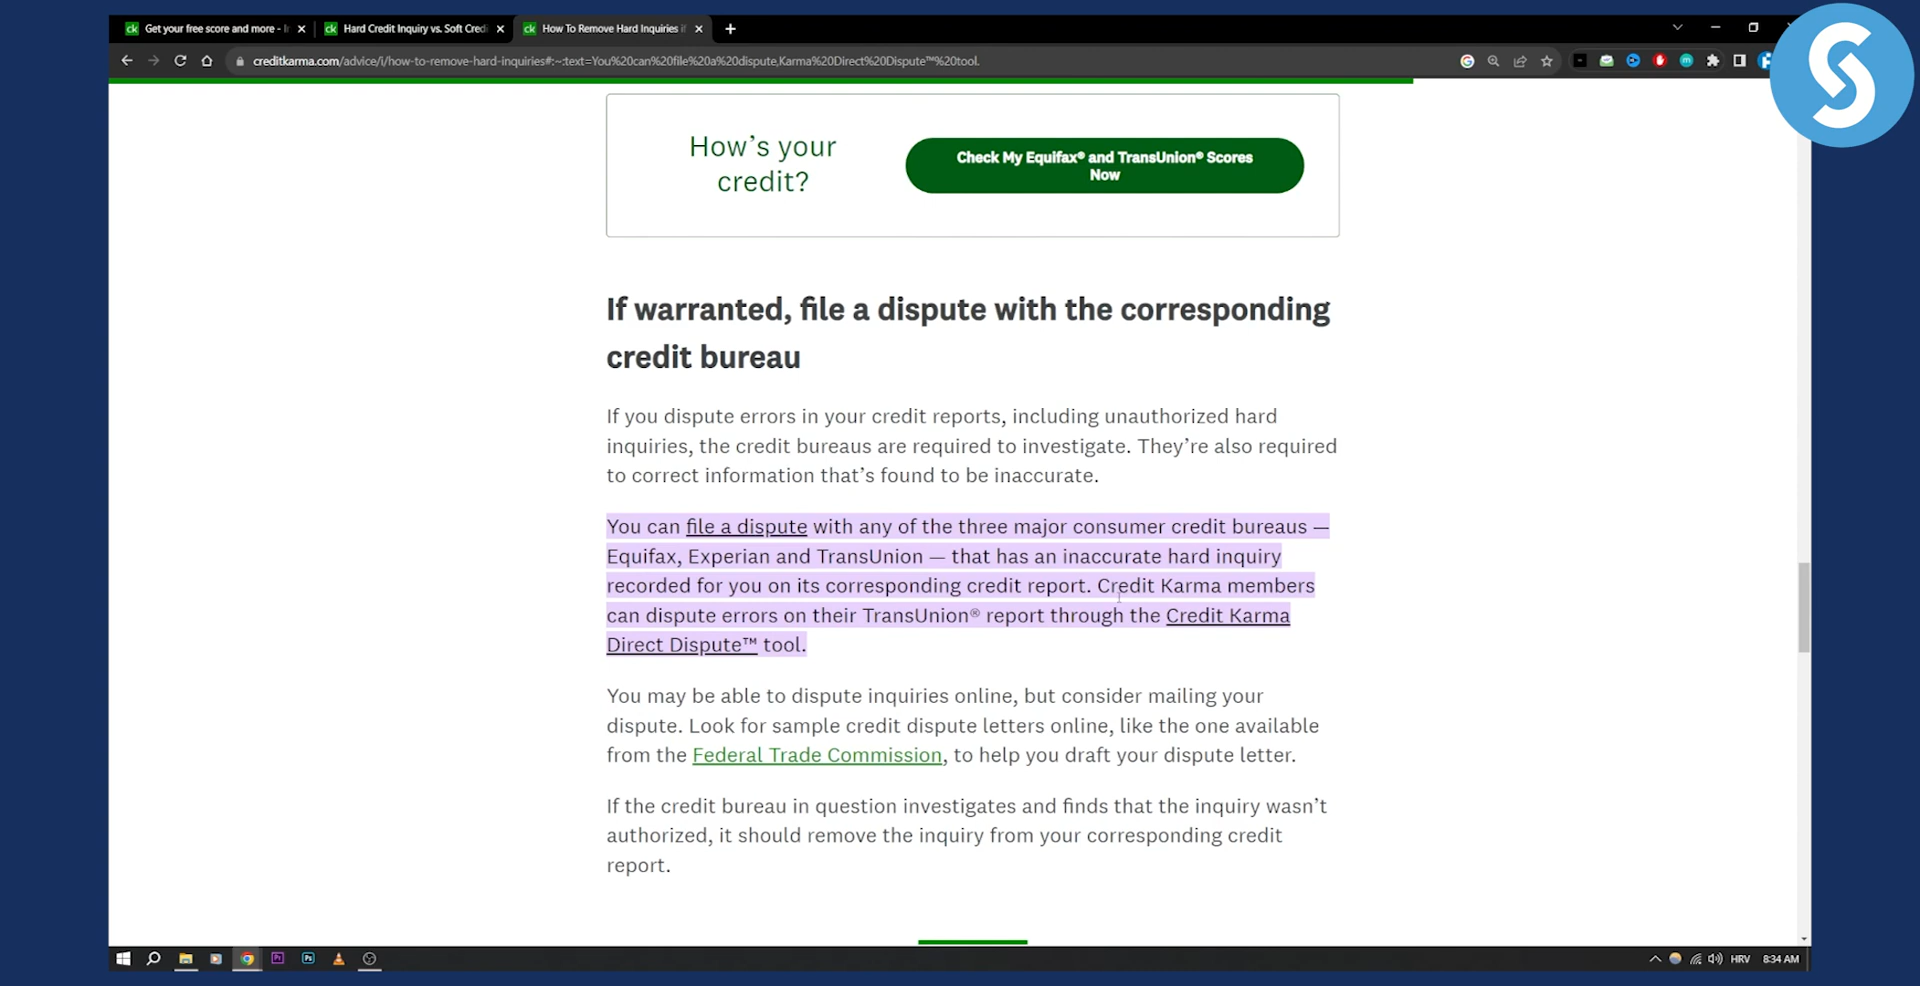 ck Get your free score and more - I
ck Hard Credit Inquiry vs. Soft Credi
ck How To Remove Hard Inquiries if
creditkarma.com/advice/i/how-to-remove-hard-inquiries#:~:text=You%20can%20file%20a%20dispute,Karma%20Direct%20Dispute™%20tool.
How's your
credit?
Check My Equifax® and TransUnion® Scores
Now
If warranted, file a dispute with the corresponding
credit bureau
If you dispute errors in your credit reports, including unauthorized hard
inquiries, the credit bureaus are required to investigate. They're also required
to correct information that's found to be inaccurate.
You can file a dispute with any of the three major consumer credit bureaus —
Equifax, Experian and TransUnion — that has an inaccurate hard inquiry
recorded for you on its corresponding credit report. Credit Karma members
can dispute errors on their TransUnion® report through the Credit Karma
Direct Dispute™ tool.
You may be able to dispute inquiries online, but consider mailing your
dispute. Look for sample credit dispute letters online, like the one available
from the Federal Trade Commission, to help you draft your dispute letter.
If the credit bureau in question investigates and finds that the inquiry wasn't
authorized, it should remove the inquiry from your corresponding credit
report.
Pr
Ps
HRV
8:34 AM